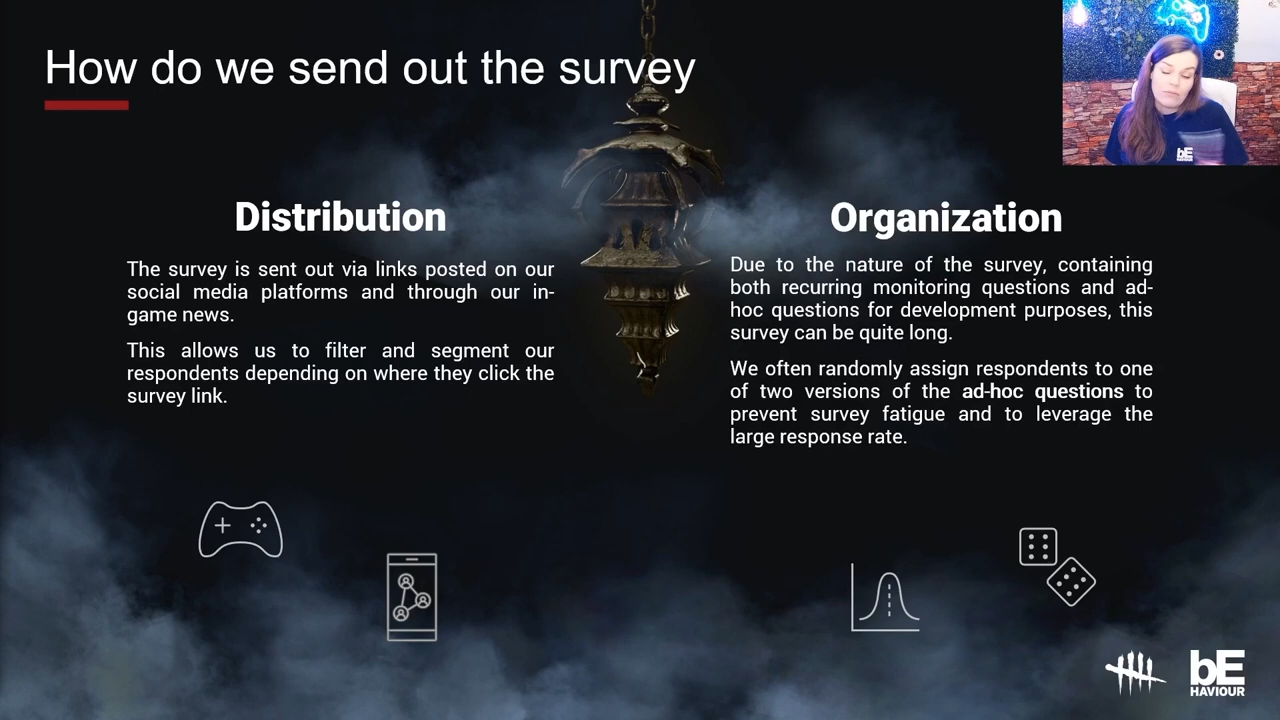 How do we send out the survey
Distribution
The survey is sent out via links posted on our
social media platforms and through our in-
game news.
This allows us to filter and segment our
respondents depending on where they click the
survey link.
Organization
Due to the nature of the survey, containing
both recurring monitoring questions and ad-
hoc questions for development purposes, this
survey can be quite long.
We often randomly assign respondents to one
of two versions of the ad-hoc questions to
prevent survey fatigue and to leverage the
large response rate.
bE
HAVIOUR
bE
HAVIOUR